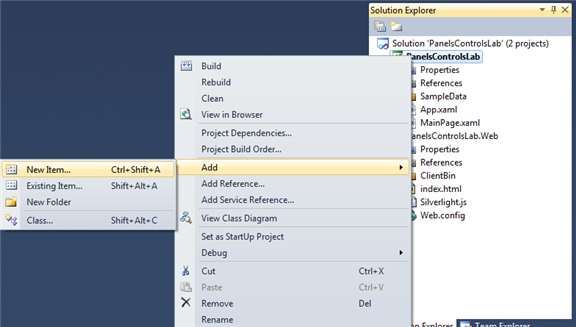 Solution Explorer
Solution 'PanelsControlsLab' (2 projects)
PanelsControlsLab
Properties
References
SampleData
App.xaml
MainPage.xaml
PanelsControlsLab.Web
Properties
References
ClientBin
index.html
Silverlight.js
Web.config
Build
Rebuild
Clean
View in Browser
Project Dependencies...
Project Build Order...
Add
Add Reference...
Add Service Reference...
View Class Diagram
Set as StartUp Project
Debug
Cut Ctrl+X
Paste Ctrl+V
Remove Del
Rename
New Item... Ctrl+Shift+A
Existing Item... Shift+Alt+A
New Folder
Class... Shift+Alt+C
Explorer Team Explorer